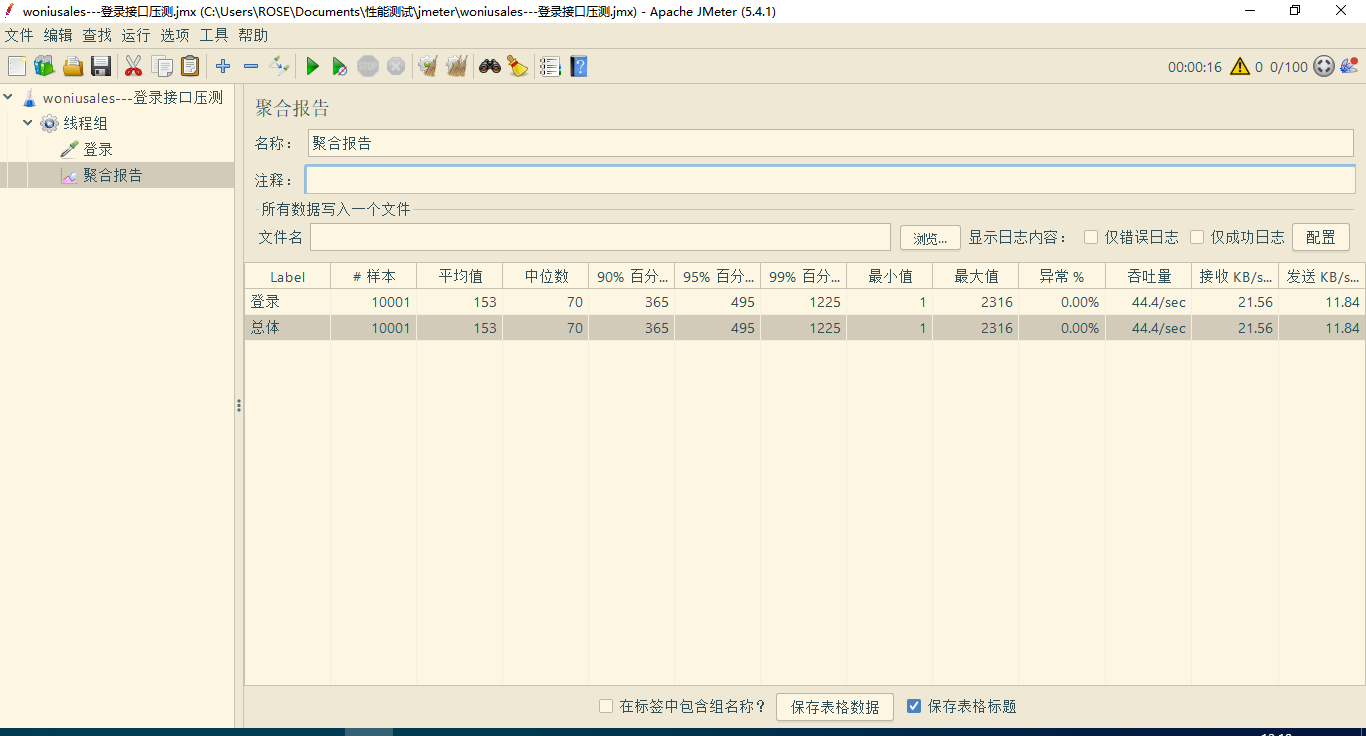 woniusales---登录接口压测.jmx (C:\Users\ROSE\Documents\性能测试\jmeter\woniusales---登录接口压测.jmx) - Apache JMeter (5.4.1)
文件 编辑 查找 运行 选项 工具 帮助
STOP 00:00:16 0 0/100
woniusales---登录接口压测
线程组
登录
聚合报告
聚合报告
名称： 聚合报告
注释：
所有数据写入一个文件
文件名 浏览... 显示日志内容： 仅错误日志 仅成功日志 配置
Label # 样本 平均值 中位数 90% 百分... 95% 百分... 99% 百分... 最小值 最大值 异常 % 吞吐量 接收 KB/s... 发送 KB/s...
登录 10001 153 70 365 495 1225 1 2316 0.00% 44.4/sec 21.56 11.84
总体 10001 153 70 365 495 1225 1 2316 0.00% 44.4/sec 21.56 11.84
在标签中包含组名称？ 保存表格数据 保存表格标题